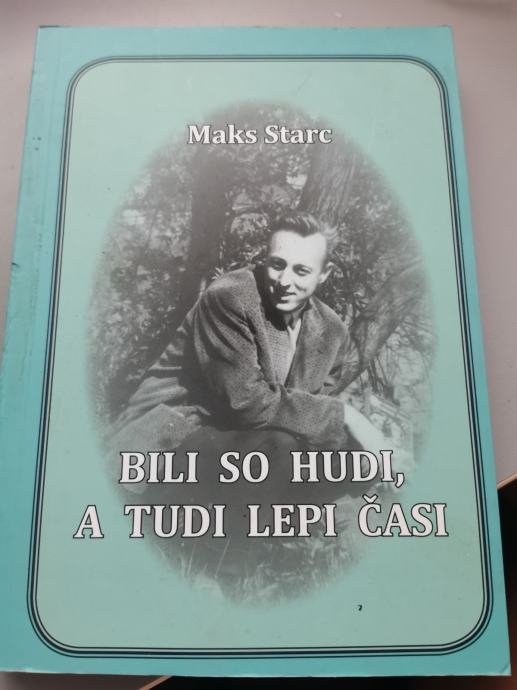 Maks Starc
BILI SO HUDI,
A TUDI LEPI ČASI